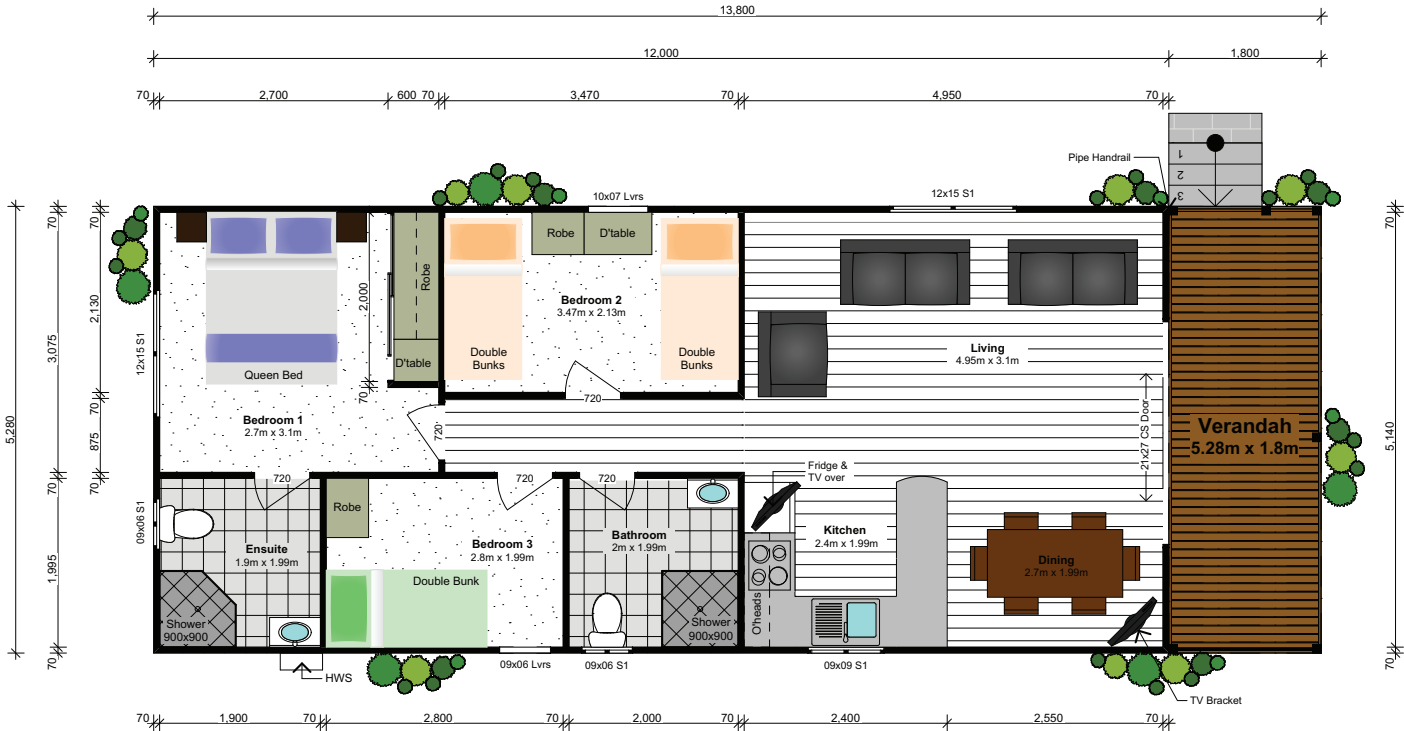 13,800
12,000
1,800
70
2,700
600
70
3,470
70
4,950
70
Pipe Handrail
1
2
3
10x07 Lvrs
12x15 S1
5,280
70
3,075
70
70
2,130
70
875
70
1,995
70
12x15 S1
09x06 S1
Queen Bed
Bedroom 1
2.7m x 3.1m
2,000
70
Robe
D'table
720
Robe
D'table
Bedroom 2
3.47m x 2.13m
Double
Bunks
Double
Bunks
720
Living
4.95m x 3.1m
21x27 CS Door
Verandah
5.28m x 1.8m
70
5,140
70
720
Ensuite
1.9m x 1.99m
Shower
900x900
HWS
Robe
720
Bedroom 3
2.8m x 1.99m
Double Bunk
09x06 Lvrs
720
Bathroom
2m x 1.99m
Shower
900x900
09x06 S1
Fridge &
TV over
Kitchen
2.4m x 1.99m
O'heads
09x09 S1
Dining
2.7m x 1.99m
TV Bracket
70
1,900
70
2,800
70
2,000
70
2,400
2,550
70